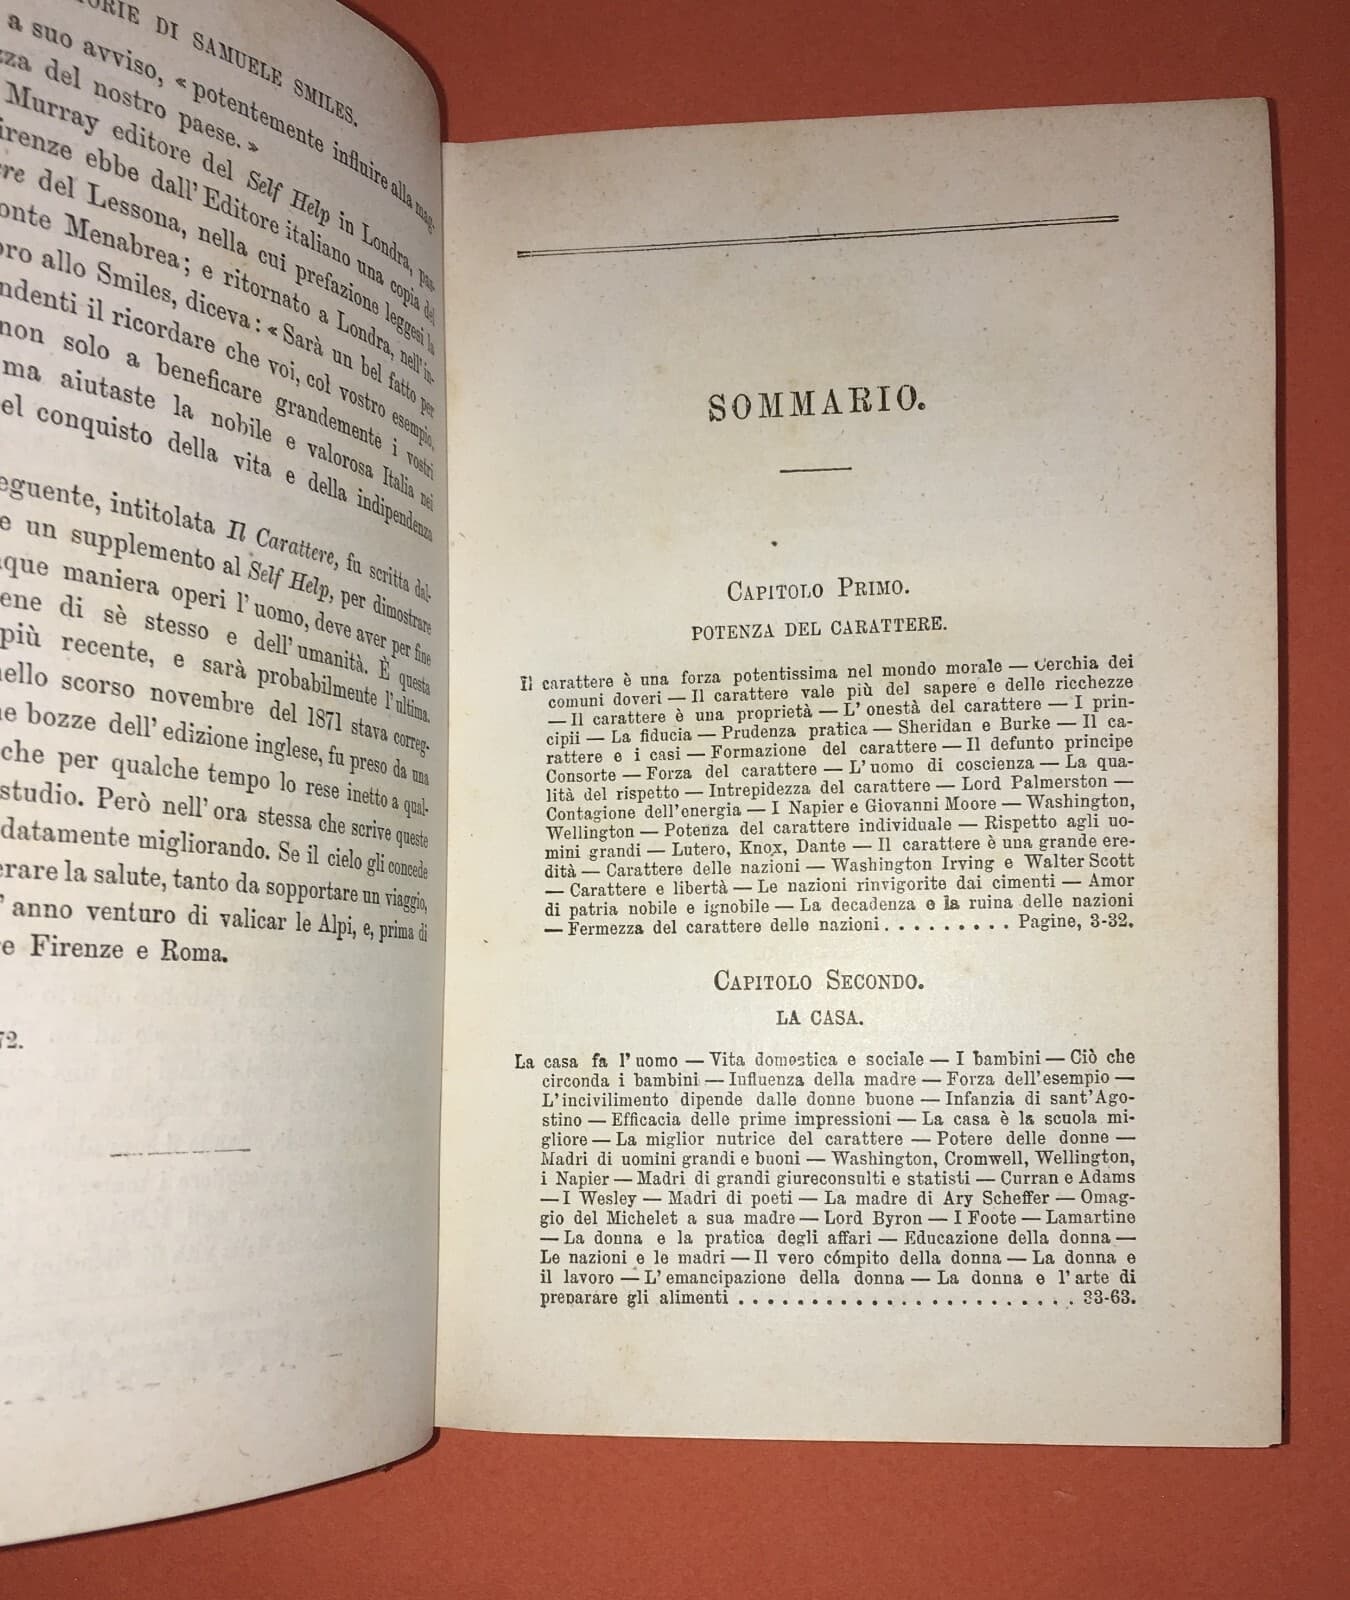 ORIE DI SAMUELE SMILES.
a suo avviso, « potentemente influire alla mag-
zza del nostro paese. »
Murray editore del Self Help in Londra, pas-
irenze ebbe dall' Editore italiano una copia del
ere del Lessona, nella cui prefazione leggesi la
onte Menabrea; e ritornato a Londra, nell'in-
oro allo Smiles, diceva: « Sarà un bel fatto per
ndenti il ricordare che voi, col vostro esempio,
non solo a beneficare grandemente i vostri
ma aiutaste la nobile e valorosa Italia nei
el conquisto della vita e della indipendenza
eguente, intitolata Il Carattere, fu scritta dal-
e un supplemento al Self Help, per dimostrare
que maniera operi l' uomo, deve aver per fine
ene di sè stesso e dell' umanità. È questa
più recente, e sarà probabilmente l'ultima.
nello scorso novembre del 1871 stava correg-
ne bozze dell' edizione inglese, fu preso da una
che per qualche tempo lo rese inetto a qual-
studio. Però nell' ora stessa che scrive queste
datamente migliorando. Se il cielo gli concede
erare la salute, tanto da sopportare un viaggio,
' anno venturo di valicar le Alpi, e, prima di
e Firenze e Roma.
72.
SOMMARIO.
CAPITOLO PRIMO.
POTENZA DEL CARATTERE.
Il carattere è una forza potentissima nel mondo morale — Cerchia dei
comuni doveri — Il carattere vale più del sapere e delle ricchezze
— Il carattere è una proprietà — L' onestà del carattere — I prin-
cipii — La fiducia — Prudenza pratica — Sheridan e Burke — Il ca-
rattere e i casi — Formazione del carattere — Il defunto principe
Consorte — Forza del carattere — L'uomo di coscienza — La qua-
lità del rispetto — Intrepidezza del carattere — Lord Palmerston —
Contagione dell'energia — I Napier e Giovanni Moore — Washington,
Wellington — Potenza del carattere individuale — Rispetto agli uo-
mini grandi — Lutero, Knox, Dante — Il carattere è una grande ere-
dità — Carattere delle nazioni — Washington Irving e Walter Scott
— Carattere e libertà — Le nazioni rinvigorite dai cimenti — Amor
di patria nobile e ignobile — La decadenza e la ruina delle nazioni
— Fermezza del carattere delle nazioni . . . . . . . . . Pagine, 3-32.
CAPITOLO SECONDO.
LA CASA.
La casa fa l' uomo — Vita domestica e sociale — I bambini — Ciò che
circonda i bambini — Influenza della madre — Forza dell'esempio —
L'incivilimento dipende dalle donne buone — Infanzia di sant'Ago-
stino — Efficacia delle prime impressioni — La casa è la scuola mi-
gliore — La miglior nutrice del carattere — Potere delle donne —
Madri di uomini grandi e buoni — Washington, Cromwell, Wellington,
i Napier — Madri di grandi giureconsulti e statisti — Curran e Adams
— I Wesley — Madri di poeti — La madre di Ary Scheffer — Omag-
gio del Michelet a sua madre — Lord Byron — I Foote — Lamartine
— La donna e la pratica degli affari — Educazione della donna —
Le nazioni e le madri — Il vero cómpito della donna — La donna e
il lavoro — L' emancipazione della donna — La donna e l'arte di
preparare gli alimenti . . . . . . . . . . . . . . . . . . . . . . . . 33-63.